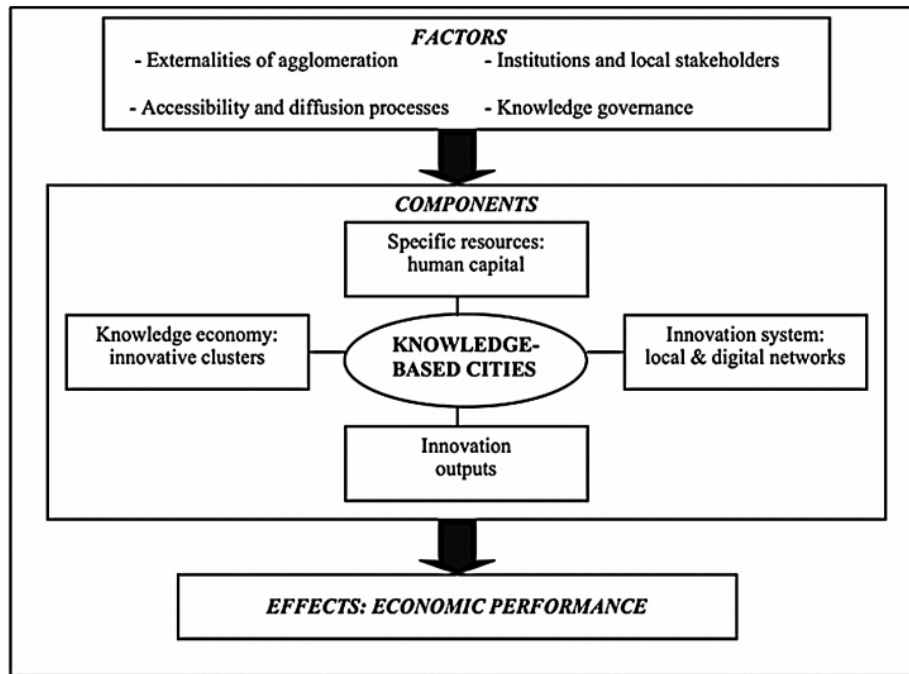 FACTORS
- Externalities of agglomeration - Institutions and local stakeholders
- Accessibility and diffusion processes - Knowledge governance
COMPONENTS
Specific resources:
human capital
Knowledge economy:
innovative clusters
KNOWLEDGE-
BASED CITIES
Innovation system:
local & digital networks
Innovation
outputs
EFFECTS: ECONOMIC PERFORMANCE